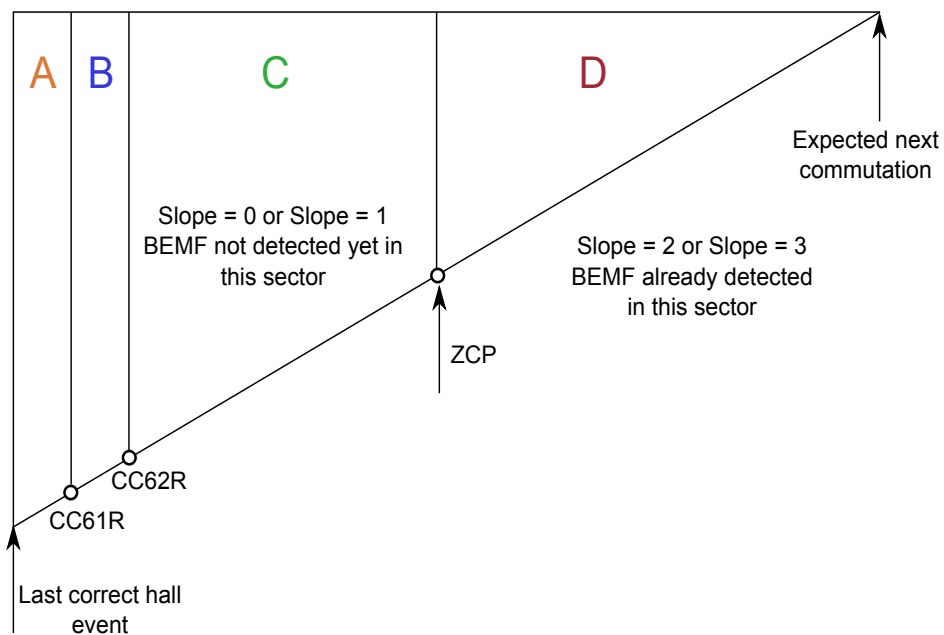 A
B
C
D
Expected next
commutation
Slope = 0 or Slope = 1
BEMF not detected yet in
this sector
Slope = 2 or Slope = 3
BEMF already detected
in this sector
ZCP
CC62R
CC61R
Last correct hall
event